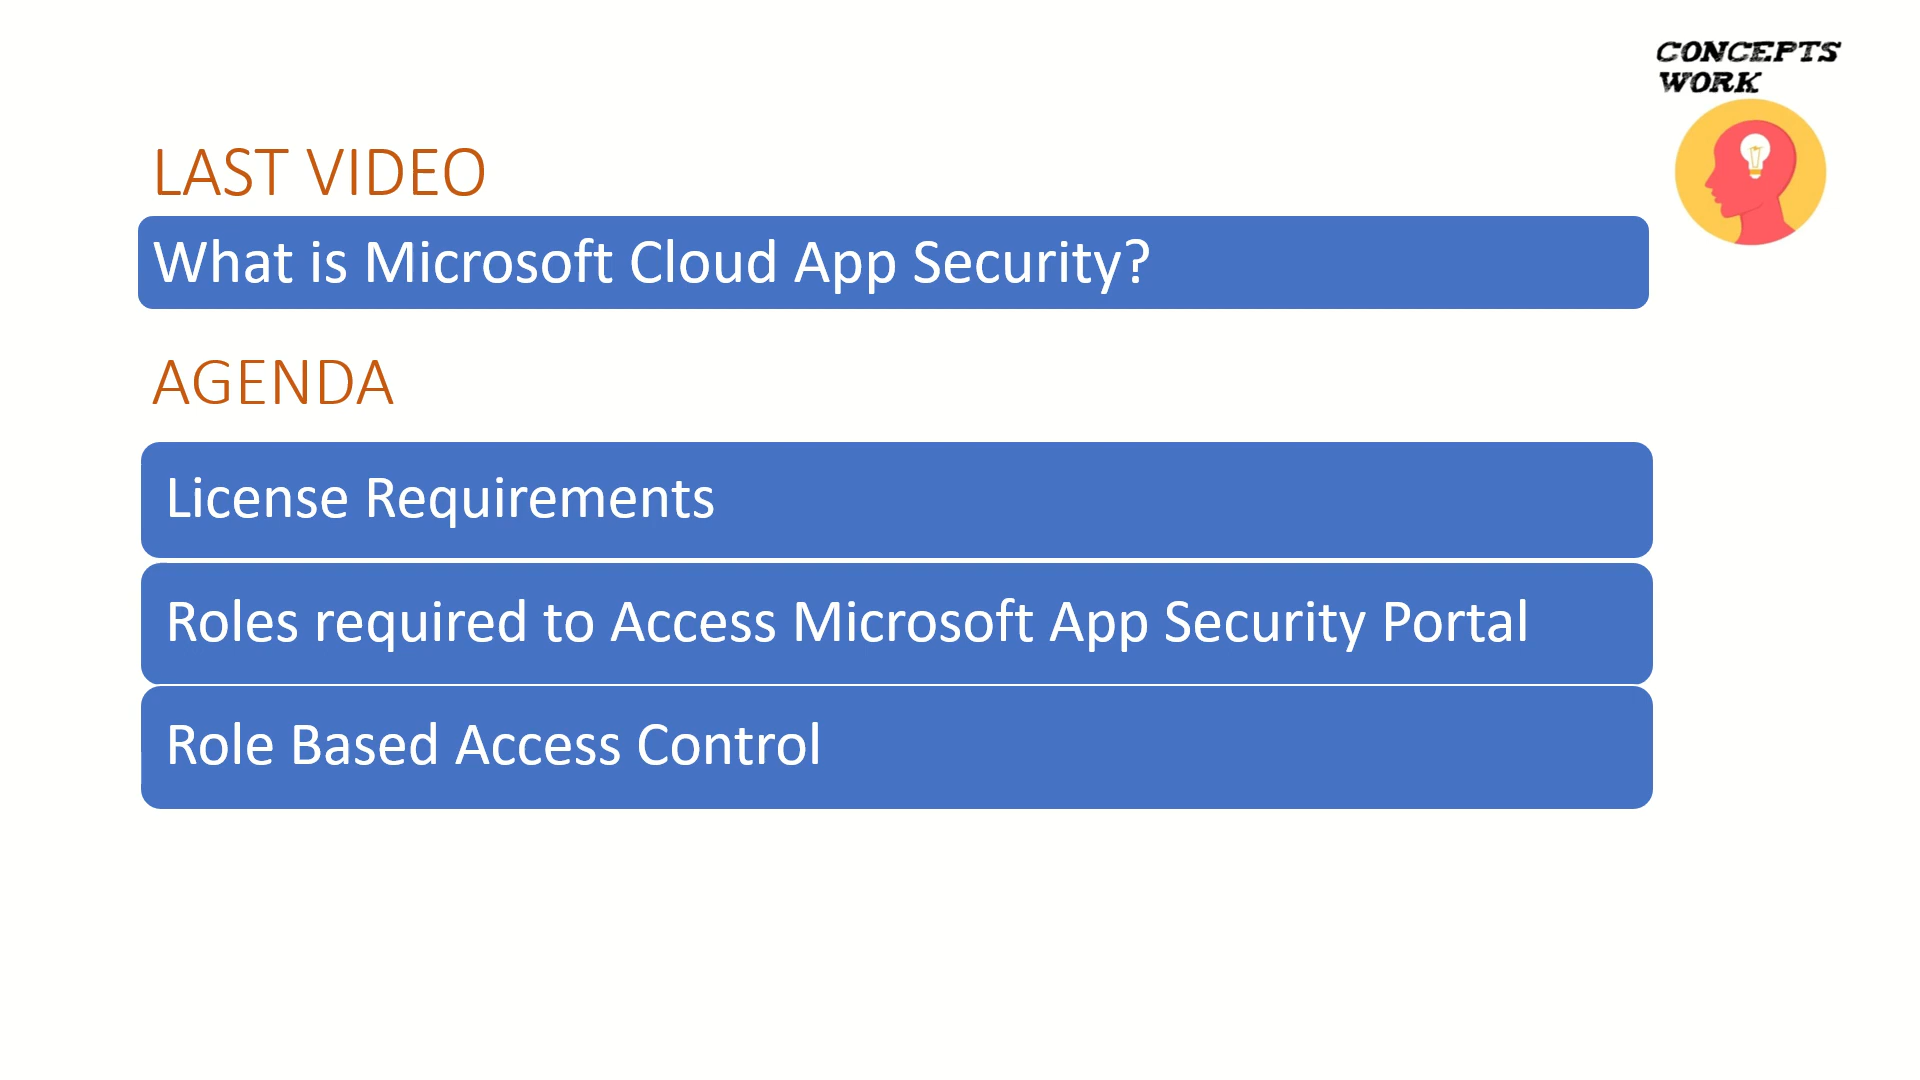 CONCEPTS
WORK
LAST VIDEO
What is Microsoft Cloud App Security?
AGENDA
License Requirements
Roles required to Access Microsoft App Security Portal
Role Based Access Control